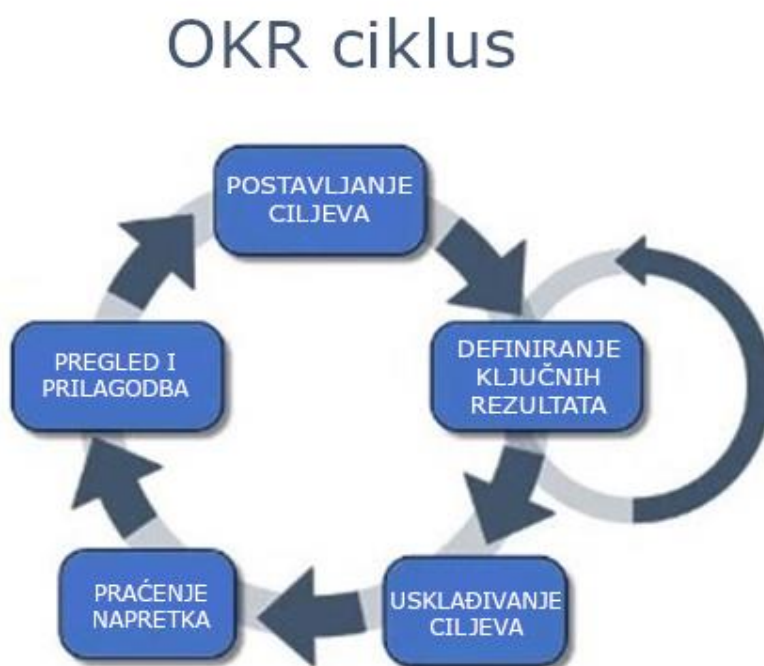 OKR ciklus
POSTAVLJANJE
CILJEVA
DEFINIRANJE
KLJUČNIH
REZULTATA
USKLAĐIVANJE
CILJEVA
PRAĆENJE
NAPRETKA
PREGLED I
PRILAGODBA